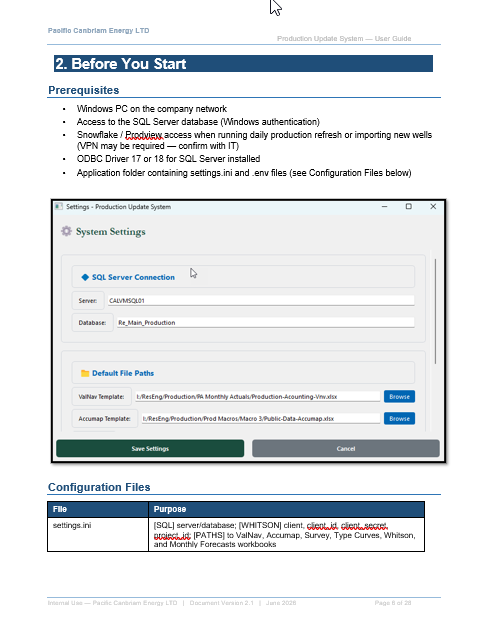 Pacific Canbriam Energy LTD
Production Update System — User Guide
2. Before You Start
Prerequisites
• Windows PC on the company network
• Access to the SQL Server database (Windows authentication)
• Snowflake / Prodview access when running daily production refresh or importing new wells
(VPN may be required — confirm with IT)
• ODBC Driver 17 or 18 for SQL Server installed
• Application folder containing settings.ini and .env files (see Configuration Files below)
Settings - Production Update System
System Settings
SQL Server Connection
Server: CALVMSQL01
Database: Re_Main_Production
Default File Paths
ValNav Template: I:/ResEng/Production/PA Monthly Actuals/Production-Acounting-Vnv.xlsx Browse
Accumap Template: I:/ResEng/Production/Prod Macros/Macro 3/Public-Data-Accumap.xlsx Browse
Save Settings Cancel
Configuration Files
File Purpose
settings.ini [SQL] server/database; [WHITSON] client, client_id, client_secret,
project_id; [PATHS] to ValNav, Accumap, Survey, Type Curves, Whitson,
and Monthly Forecasts workbooks
Internal Use — Pacific Canbriam Energy LTD | Document Version 2.1 | June 2026 Page 6 of 28